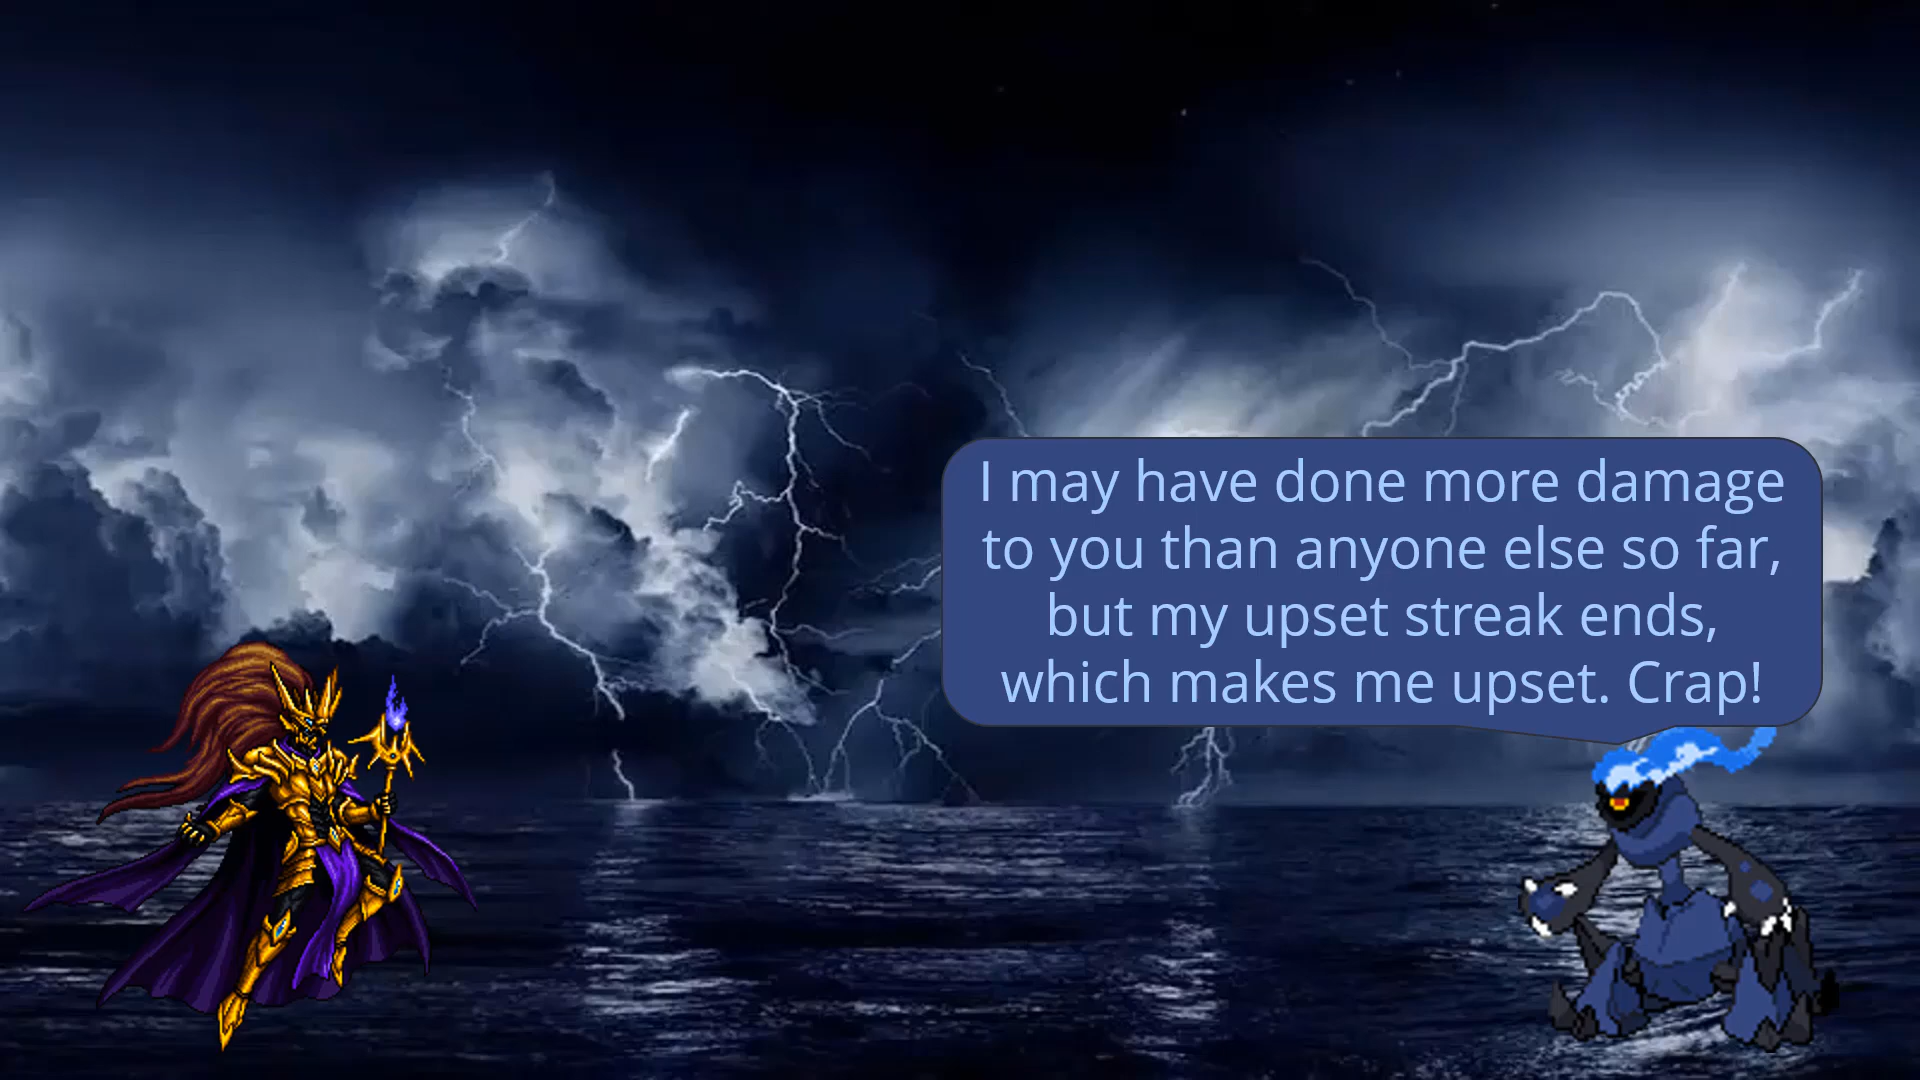 I may have done more damage
to you than anyone else so far,
but my upset streak ends,
which makes me upset. Crap!